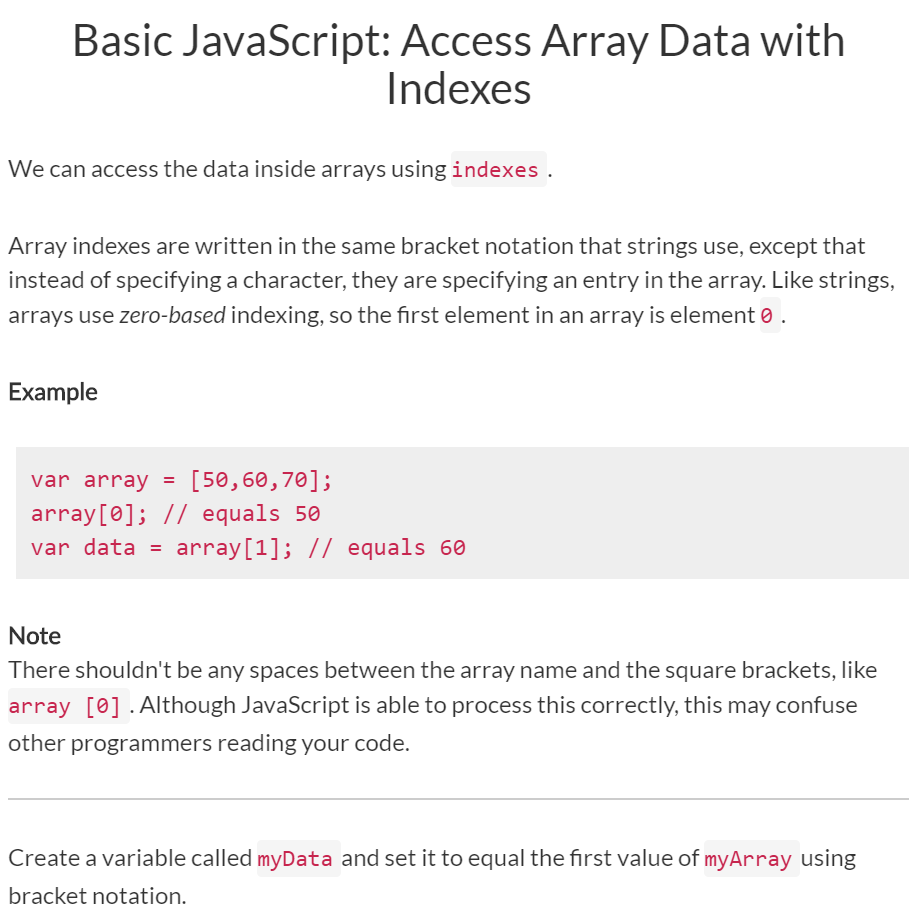 Basic JavaScript: Access Array Data with
Indexes
We can access the data inside arrays using indexes .
Array indexes are written in the same bracket notation that strings use, except that
instead of specifying a character, they are specifying an entry in the array. Like strings,
arrays use zero-based indexing, so the first element in an array is element 0 .
Example
var array = [50,60,70];
array[0]; // equals 50
var data = array[1]; // equals 60
Note
There shouldn't be any spaces between the array name and the square brackets, like
array [0] . Although JavaScript is able to process this correctly, this may confuse
other programmers reading your code.
Create a variable called myData and set it to equal the first value of myArray using
bracket notation.